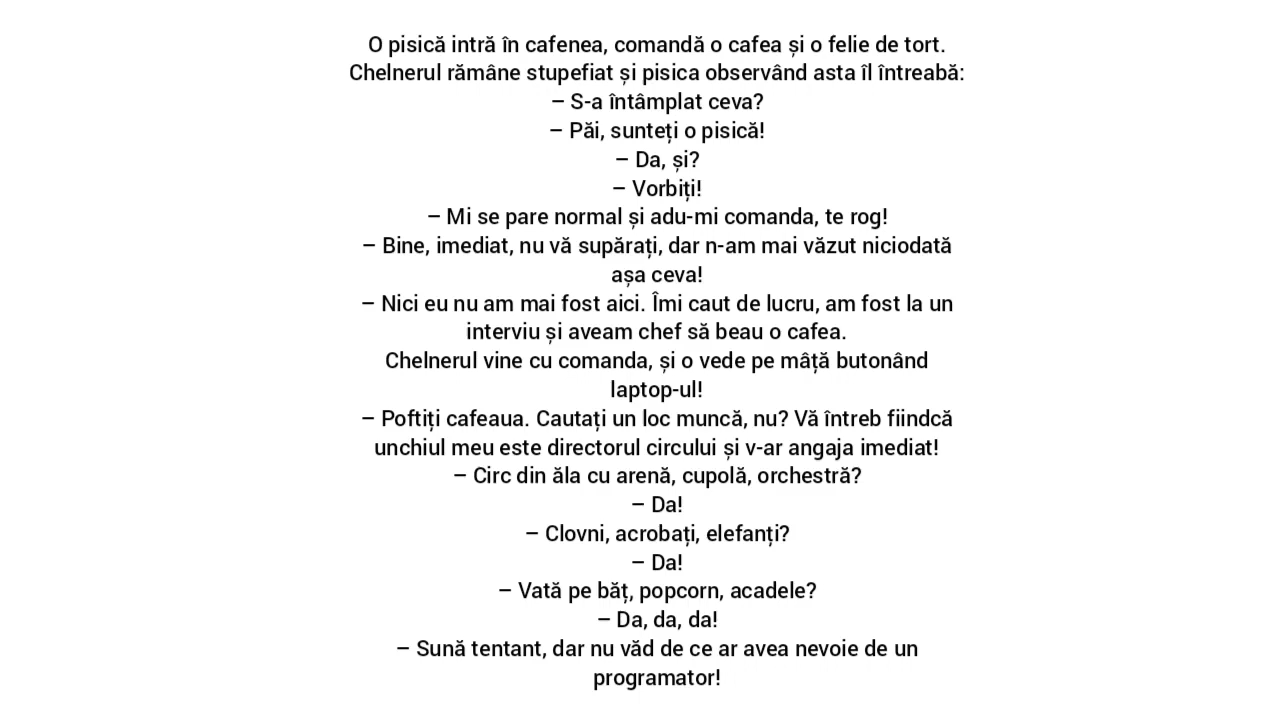 O pisică intră în cafenea, comandă o cafea și o felie de tort.
Chelnerul rămâne stupefiat și pisica observând asta îl întreabă:
– S-a întâmplat ceva?
– Păi, sunteți o pisică!
– Da, și?
– Vorbiți!
– Mi se pare normal și adu-mi comanda, te rog!
– Bine, imediat, nu vă supărați, dar n-am mai văzut niciodată
așa ceva!
– Nici eu nu am mai fost aici. Îmi caut de lucru, am fost la un
interviu și aveam chef să beau o cafea.
Chelnerul vine cu comanda, și o vede pe mâță butonând
laptop-ul!
– Poftiți cafeaua. Cautați un loc muncă, nu? Vă întreb fiindcă
unchiul meu este directorul circului și v-ar angaja imediat!
– Circ din ăla cu arenă, cupolă, orchestră?
– Da!
– Clovni, acrobați, elefanți?
– Da!
– Vată pe băț, popcorn, acadele?
– Da, da, da!
– Sună tentant, dar nu văd de ce ar avea nevoie de un
programator!